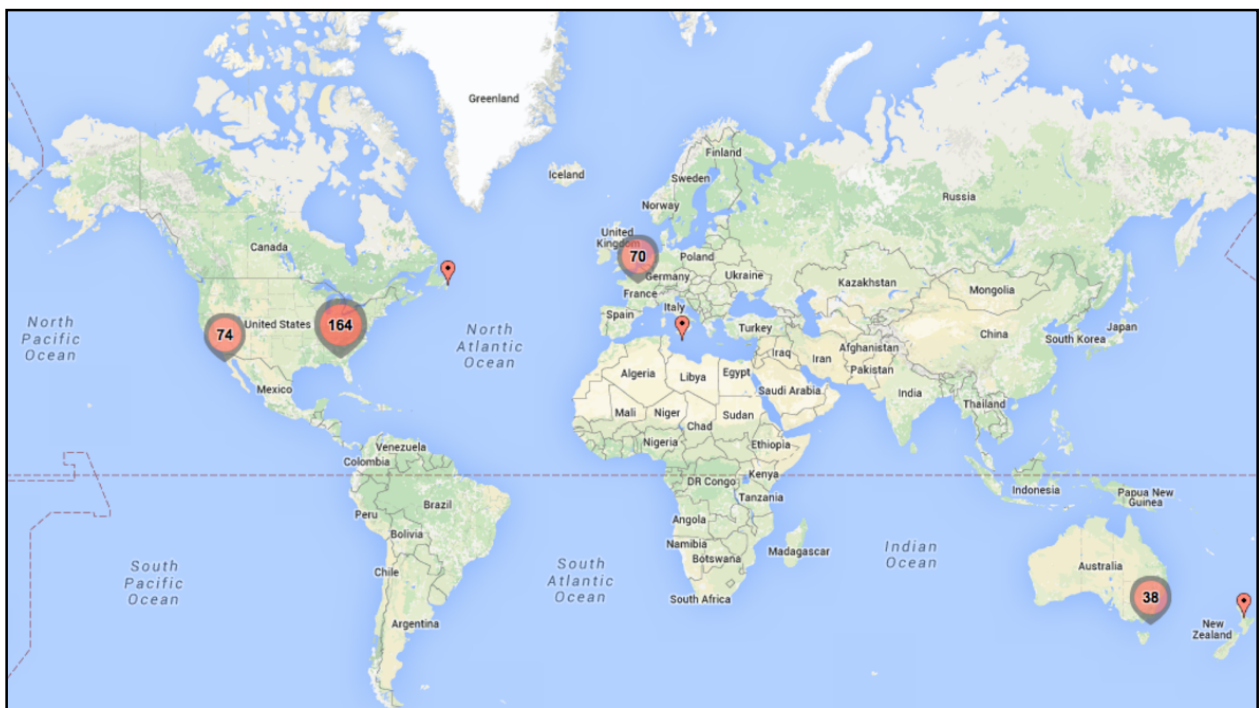 Greenland
Iceland
Finland
Sweden
Norway
Russia
United
Kingdom
70
Poland
Germany
Ukraine
France
Canada
Kazakhstan
Mongolia
North
Pacific
Ocean
74
United States
164
North
Atlantic
Ocean
Spain
Italy
Turkey
China
Japan
South Korea
Afghanistan
Iraq
Iran
Pakistan
Algeria
Libya
Egypt
Saudi Arabia
India
Mexico
Mali
Niger
Chad
Sudan
Thailand
Nigeria
Ethiopia
Venezuela
Colombia
Kenya
DR Congo
Tanzania
Indonesia
Papua New
Guinea
Peru
Brazil
Bolivia
Angola
Namibia
Botswana
Madagascar
South
Pacific
Ocean
Chile
South
Atlantic
Ocean
Indian
Ocean
Australia
38
South Africa
Argentina
New
Zealand